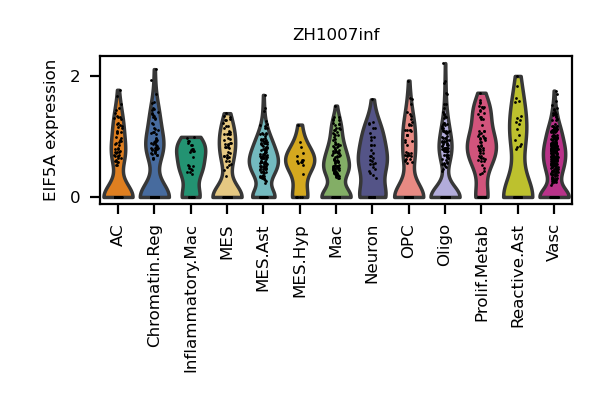 ZH1007inf
EIF5A expression
2
0
AC
Chromatin.Reg
Inflammatory.Mac
MES
MES.Ast
MES.Hyp
Mac
Neuron
OPC
Oligo
Prolif.Metab
Reactive.Ast
Vasc